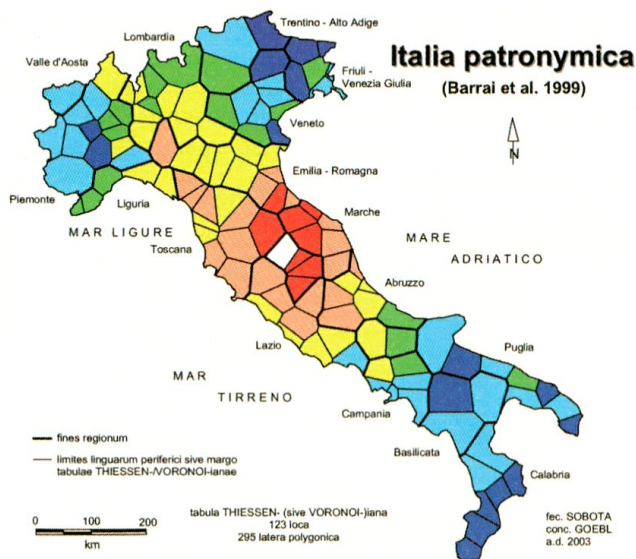 Italia patronymica
(Barrai et al. 1999)
N
Trentino - Alto Adige
Lombardia
Valle d'Aosta
Friuli -
Venezia Giulia
Veneto
Emilia - Romagna
Piemonte
Liguria
Marche
MAR LIGURE
Toscana
MARE
ADRIATICO
Abruzzo
Lazio
Puglia
MAR
TIRRENO
Campania
Basilicata
Calabria
fines regionum
limites linguarum periferici sive margo
tabulae THIESSEN-/VORONOI-ianae
0 100 200
km
tabula THIESSEN- (sive VORONOI-)iana
123 loca
295 latera polygonica
fec. SOBOTA
conc. GOEBL
a.d. 2003